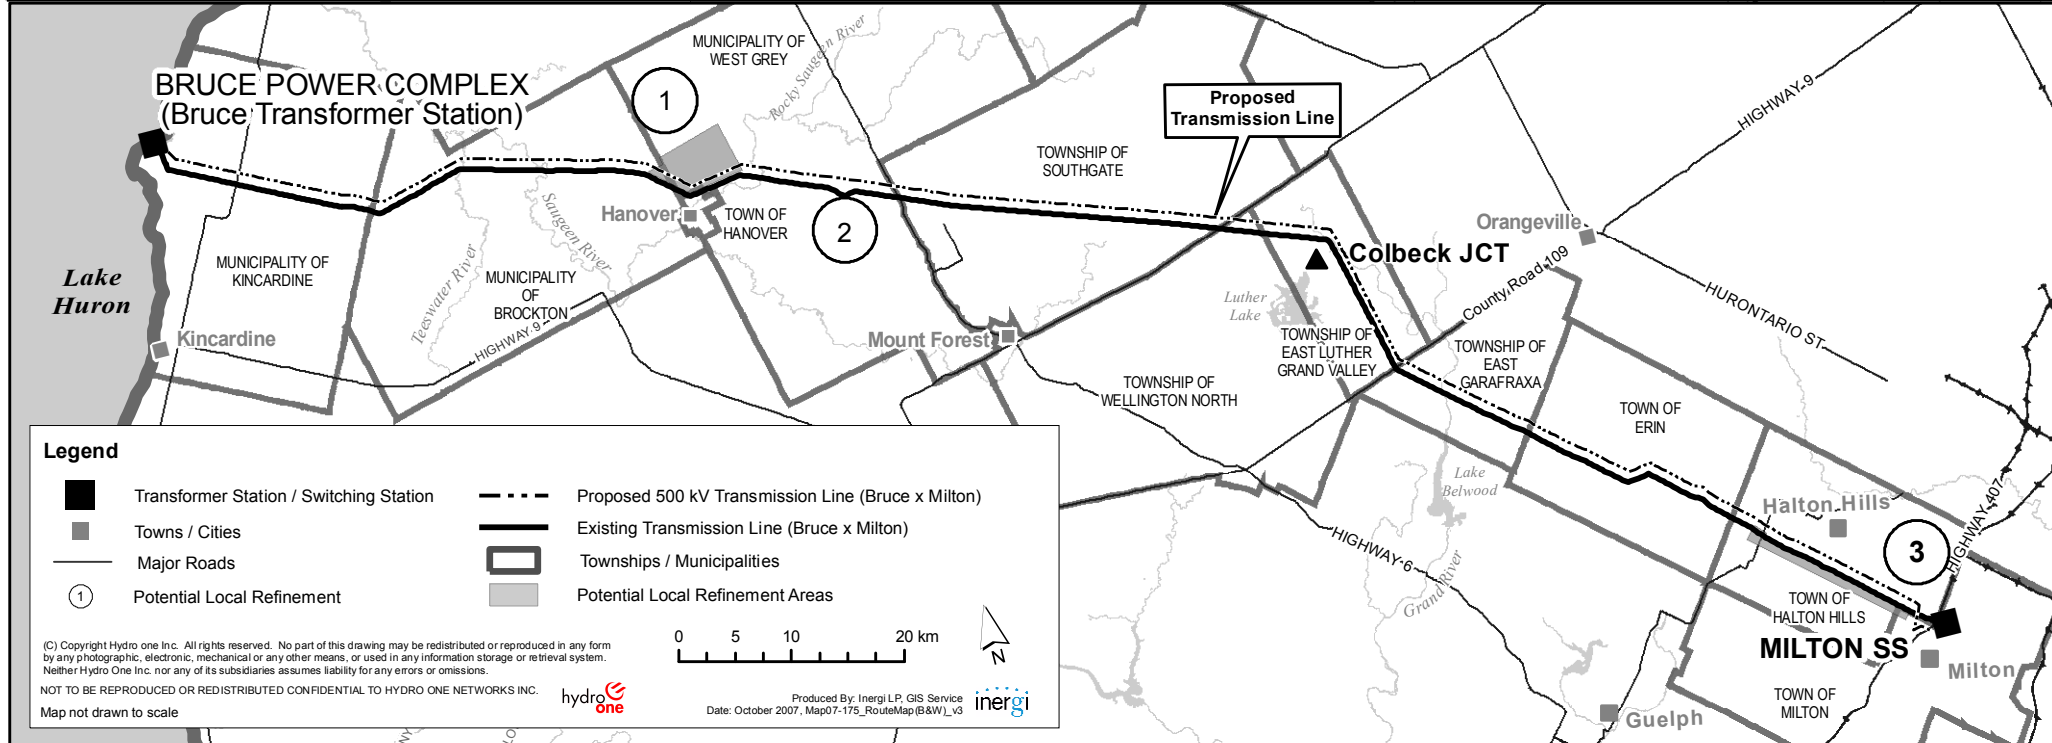 MUNICIPALITY OF
WEST GREY
Rocky Saugeen River
BRUCE POWER COMPLEX
(Bruce Transformer Station)
1
Proposed
Transmission Line
HIGHWAY 9
TOWNSHIP OF
SOUTHGATE
Hanover
TOWN OF
HANOVER
2
Saugeen River
Teeswater River
Orangeville
Colbeck JCT
County Road 109
HURONTARIO ST
Lake
Huron
MUNICIPALITY OF
KINCARDINE
MUNICIPALITY
OF
BROCKTON
HIGHWAY 9
Kincardine
Mount Forest
Luther
Lake
TOWNSHIP OF
EAST LUTHER
GRAND VALLEY
TOWNSHIP OF
EAST
GARAFRAXA
TOWNSHIP OF
WELLINGTON NORTH
TOWN OF
ERIN
Lake
Belwood
Halton Hills
3
HIGHWAY 407
HIGHWAY 6
Grand River
TOWN OF
HALTON HILLS
MILTON SS
Milton
TOWN OF
MILTON
Guelph
Legend
Transformer Station / Switching Station
Towns / Cities
Major Roads
1
Potential Local Refinement
Proposed 500 kV Transmission Line (Bruce x Milton)
Existing Transmission Line (Bruce x Milton)
Townships / Municipalities
Potential Local Refinement Areas
0 5 10 20 km
N
(C) Copyright Hydro one Inc. All rights reserved. No part of this drawing may be redistributed or reproduced in any form
by any photographic, electronic, mechanical or any other means, or used in any information storage or retrieval system.
Neither Hydro One Inc. nor any of its subsidiaries assumes liability for any errors or omissions.
NOT TO BE REPRODUCED OR REDISTRIBUTED CONFIDENTIAL TO HYDRO ONE NETWORKS INC.
Map not drawn to scale
hydro
one
Produced By: Inergi LP, GIS Service
Date: October 2007, Map07-175_RouteMap(B&W)_v3
inergi